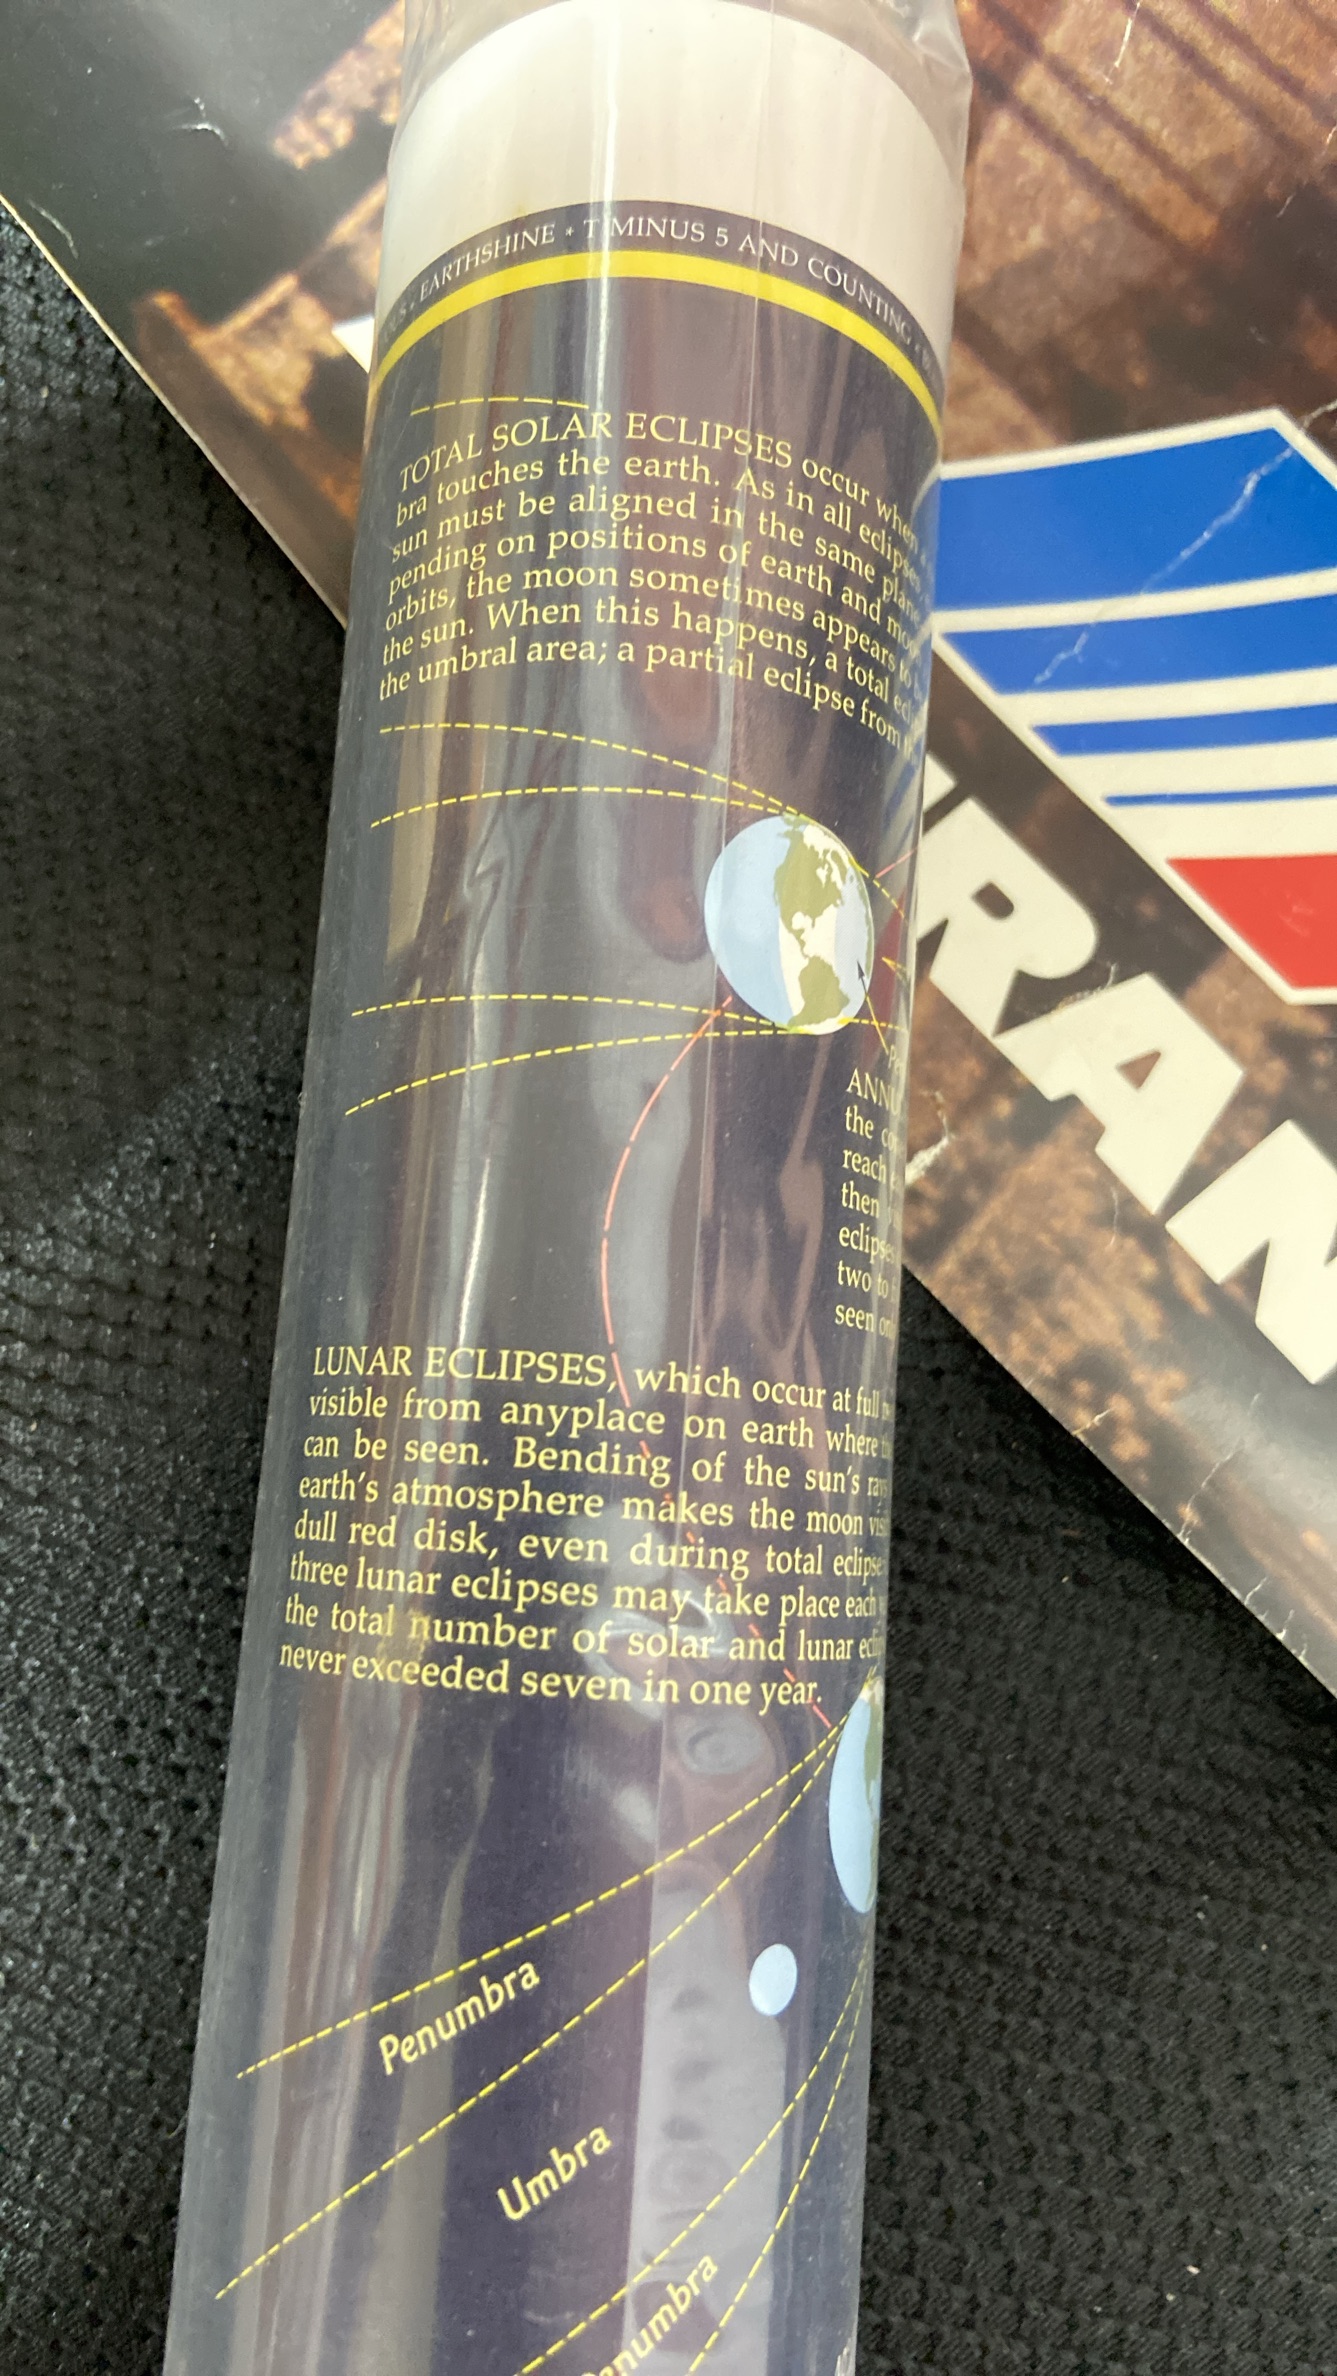 EARTHSHINE * T MINUS 5 AND COUNTING
TOTAL SOLAR ECLIPSES occur when
bra touches the earth. As in all eclipses,
sun must be aligned in the same plane
pending on positions of earth and moon
orbits, the moon sometimes appears to
the sun. When this happens, a total
the umbral area; a partial eclipse from
ANNU
the
reach
then
eclipses
two to
seen
LUNAR ECLIPSES, which occur at full
visible from anyplace on earth where
can be seen. Bending of the sun's rays
earth's atmosphere makes the moon
dull red disk, even during total eclipse
three lunar eclipses may take place each
the total number of solar and lunar
never exceeded seven in one year.
Penumbra
Umbra
enumbra
RAN